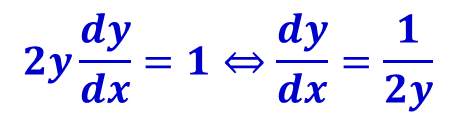 2y dy/dx = 1 ⇔ dy/dx = 1/2y